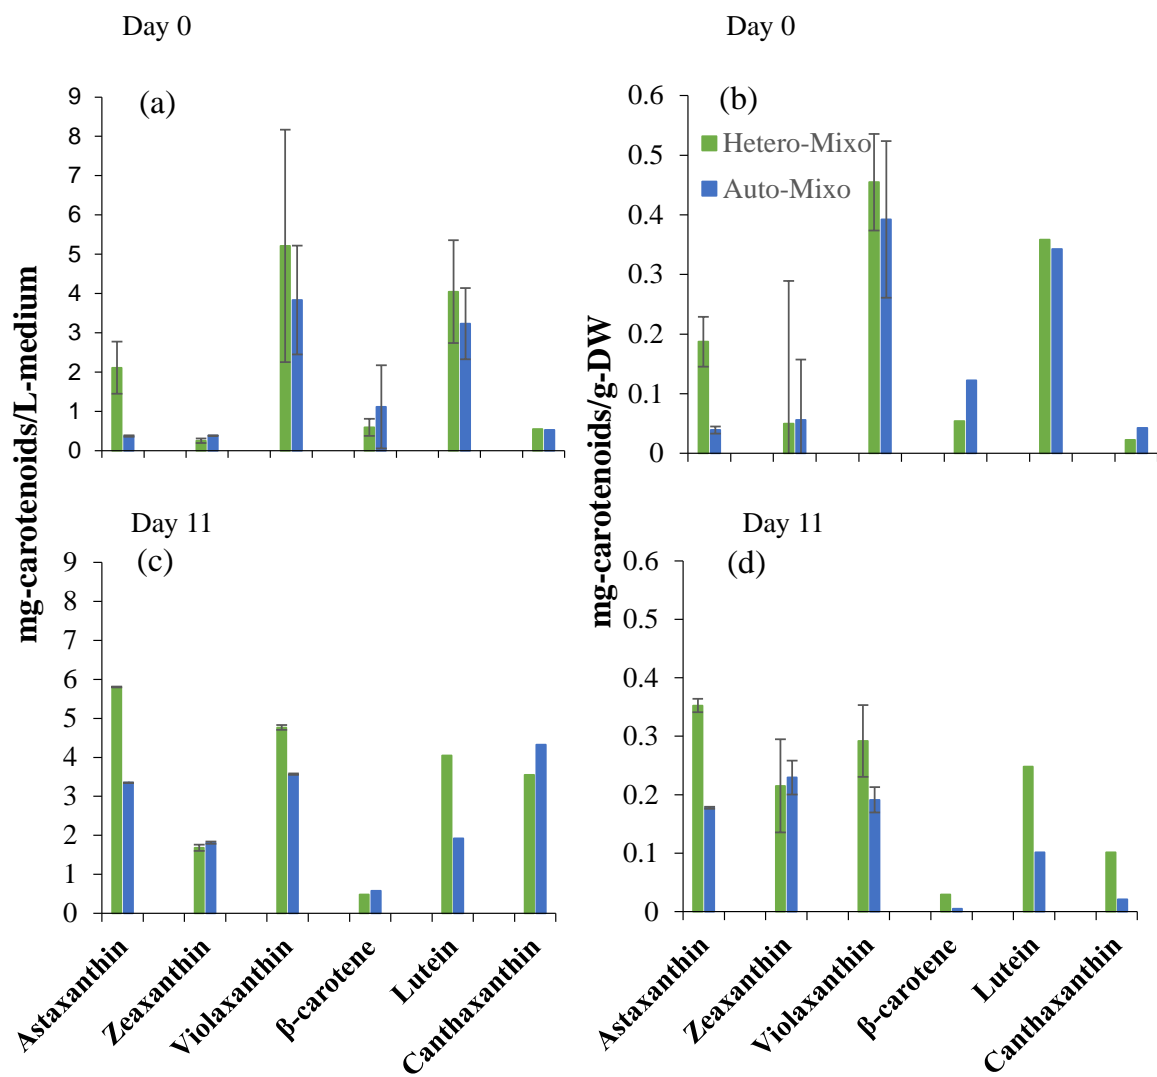 Day 0
Day 0
(a)
9
8
7
6
5
4
3
2
1
0
(b)
0.6
0.5
0.4
0.3
0.2
0.1
0
Hetero-Mixo
Auto-Mixo
mg-carotenoids/L-medium
mg-carotenoids/g-DW
Day 11
(c)
9
8
7
6
5
4
3
2
1
0
Astaxanthin
Zeaxanthin
Violaxanthin
β-carotene
Lutein
Canthaxanthin
Day 11
(d)
0.6
0.5
0.4
0.3
0.2
0.1
0
Astaxanthin
Zeaxanthin
Violaxanthin
β-carotene
Lutein
Canthaxanthin